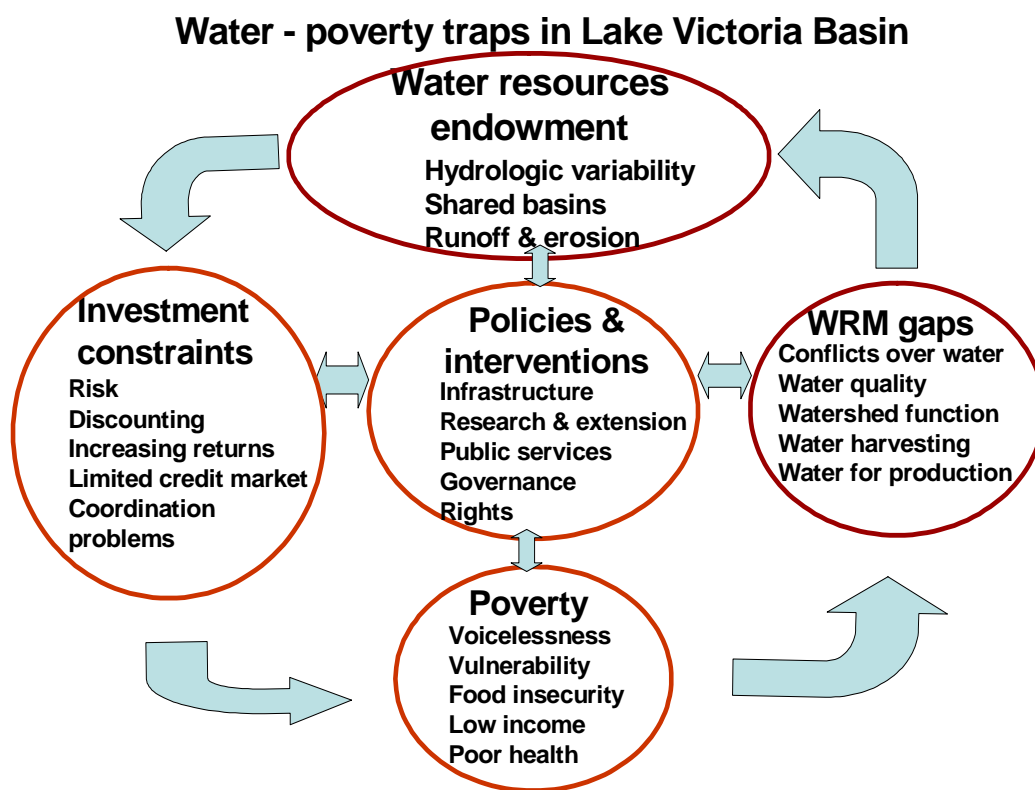 Water - poverty traps in Lake Victoria Basin
Water resources
endowment
Hydrologic variability
Shared basins
Runoff & erosion
Investment
constraints
Risk
Discounting
Increasing returns
Limited credit market
Coordination
problems
Policies &
interventions
Infrastructure
Research & extension
Public services
Governance
Rights
WRM gaps
Conflicts over water
Water quality
Watershed function
Water harvesting
Water for production
Poverty
Voicelessness
Vulnerability
Food insecurity
Low income
Poor health